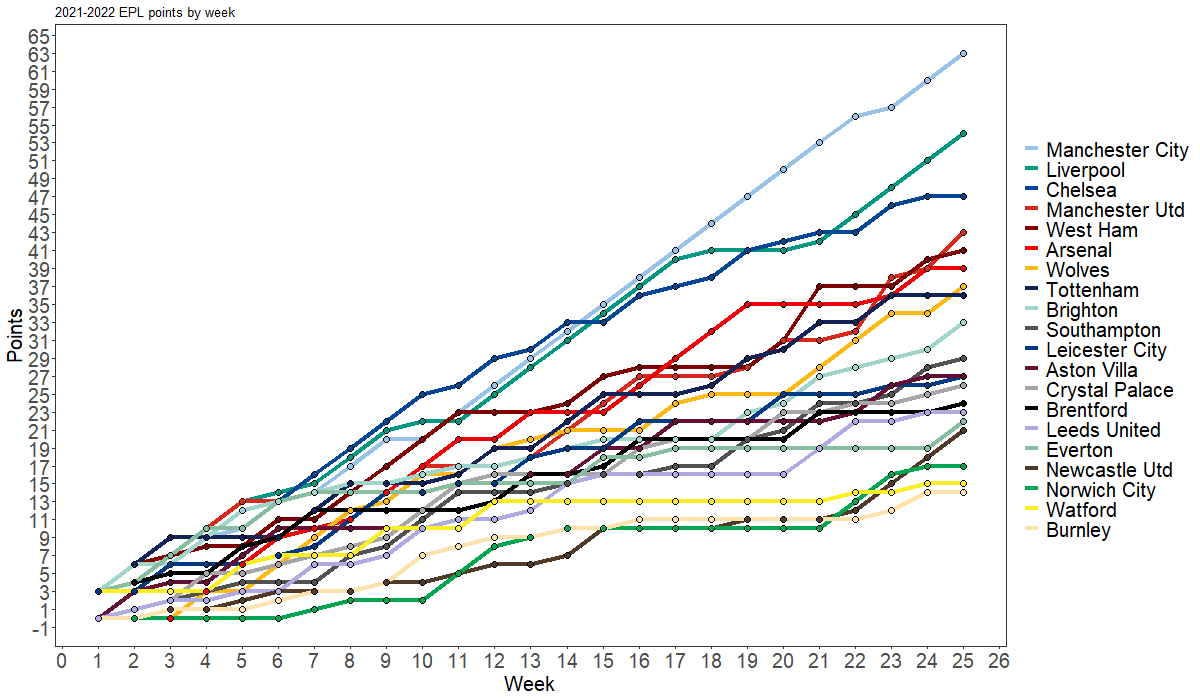 2021-2022 EPL points by week
Points
65
63
61
59
57
55
53
51
49
47
45
43
41
39
37
35
33
31
29
27
25
23
21
19
17
15
13
11
9
7
5
3
1
-1
0 1 2 3 4 5 6 7 8 9 10 11 12 13 14 15 16 17 18 19 20 21 22 23 24 25 26
Week
Manchester City
Liverpool
Chelsea
Manchester Utd
West Ham
Arsenal
Wolves
Tottenham
Brighton
Southampton
Leicester City
Aston Villa
Crystal Palace
Brentford
Leeds United
Everton
Newcastle Utd
Norwich City
Watford
Burnley